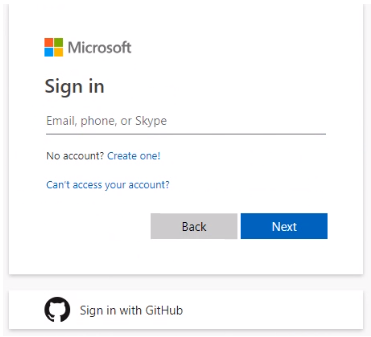 Microsoft
Sign in
Email, phone, or Skype
No account? Create one!
Can't access your account?
Back Next
Sign in with GitHub